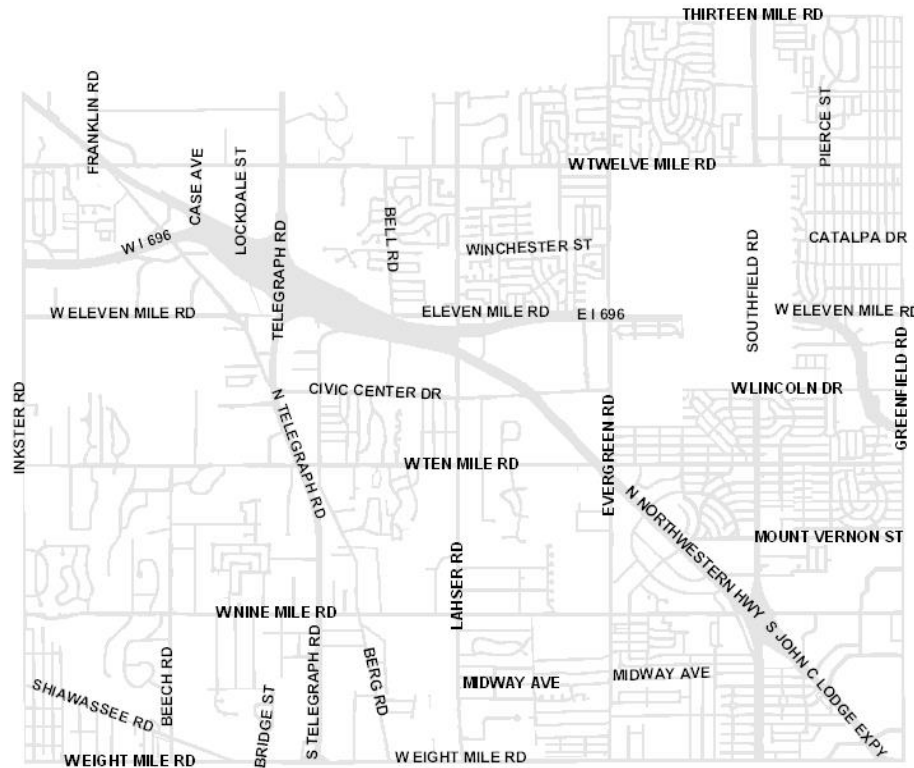 THIRTEEN MILE RD
FRANKLIN RD
PIERCE ST
W TWELVE MILE RD
CASE AVE
LOCKDALE ST
BELL RD
W I 696
WINCHESTER ST
CATALPA DR
TELEGRAPH RD
SOUTHFIELD RD
W ELEVEN MILE RD
ELEVEN MILE RD
E I 696
W ELEVEN MILE RD
GREENFIELD RD
CIVIC CENTER DR
W LINCOLN DR
INKSTER RD
N TELEGRAPH RD
W TEN MILE RD
EVERGREEN RD
N NORTHWESTERN HWY
MOUNT VERNON ST
LAHSER RD
W NINE MILE RD
S JOHN C LODGE EXPY
SHIAWASSEE RD
BEECH RD
BRIDGE ST
S TELEGRAPH RD
BERG RD
MIDWAY AVE
MIDWAY AVE
W EIGHT MILE RD
W EIGHT MILE RD